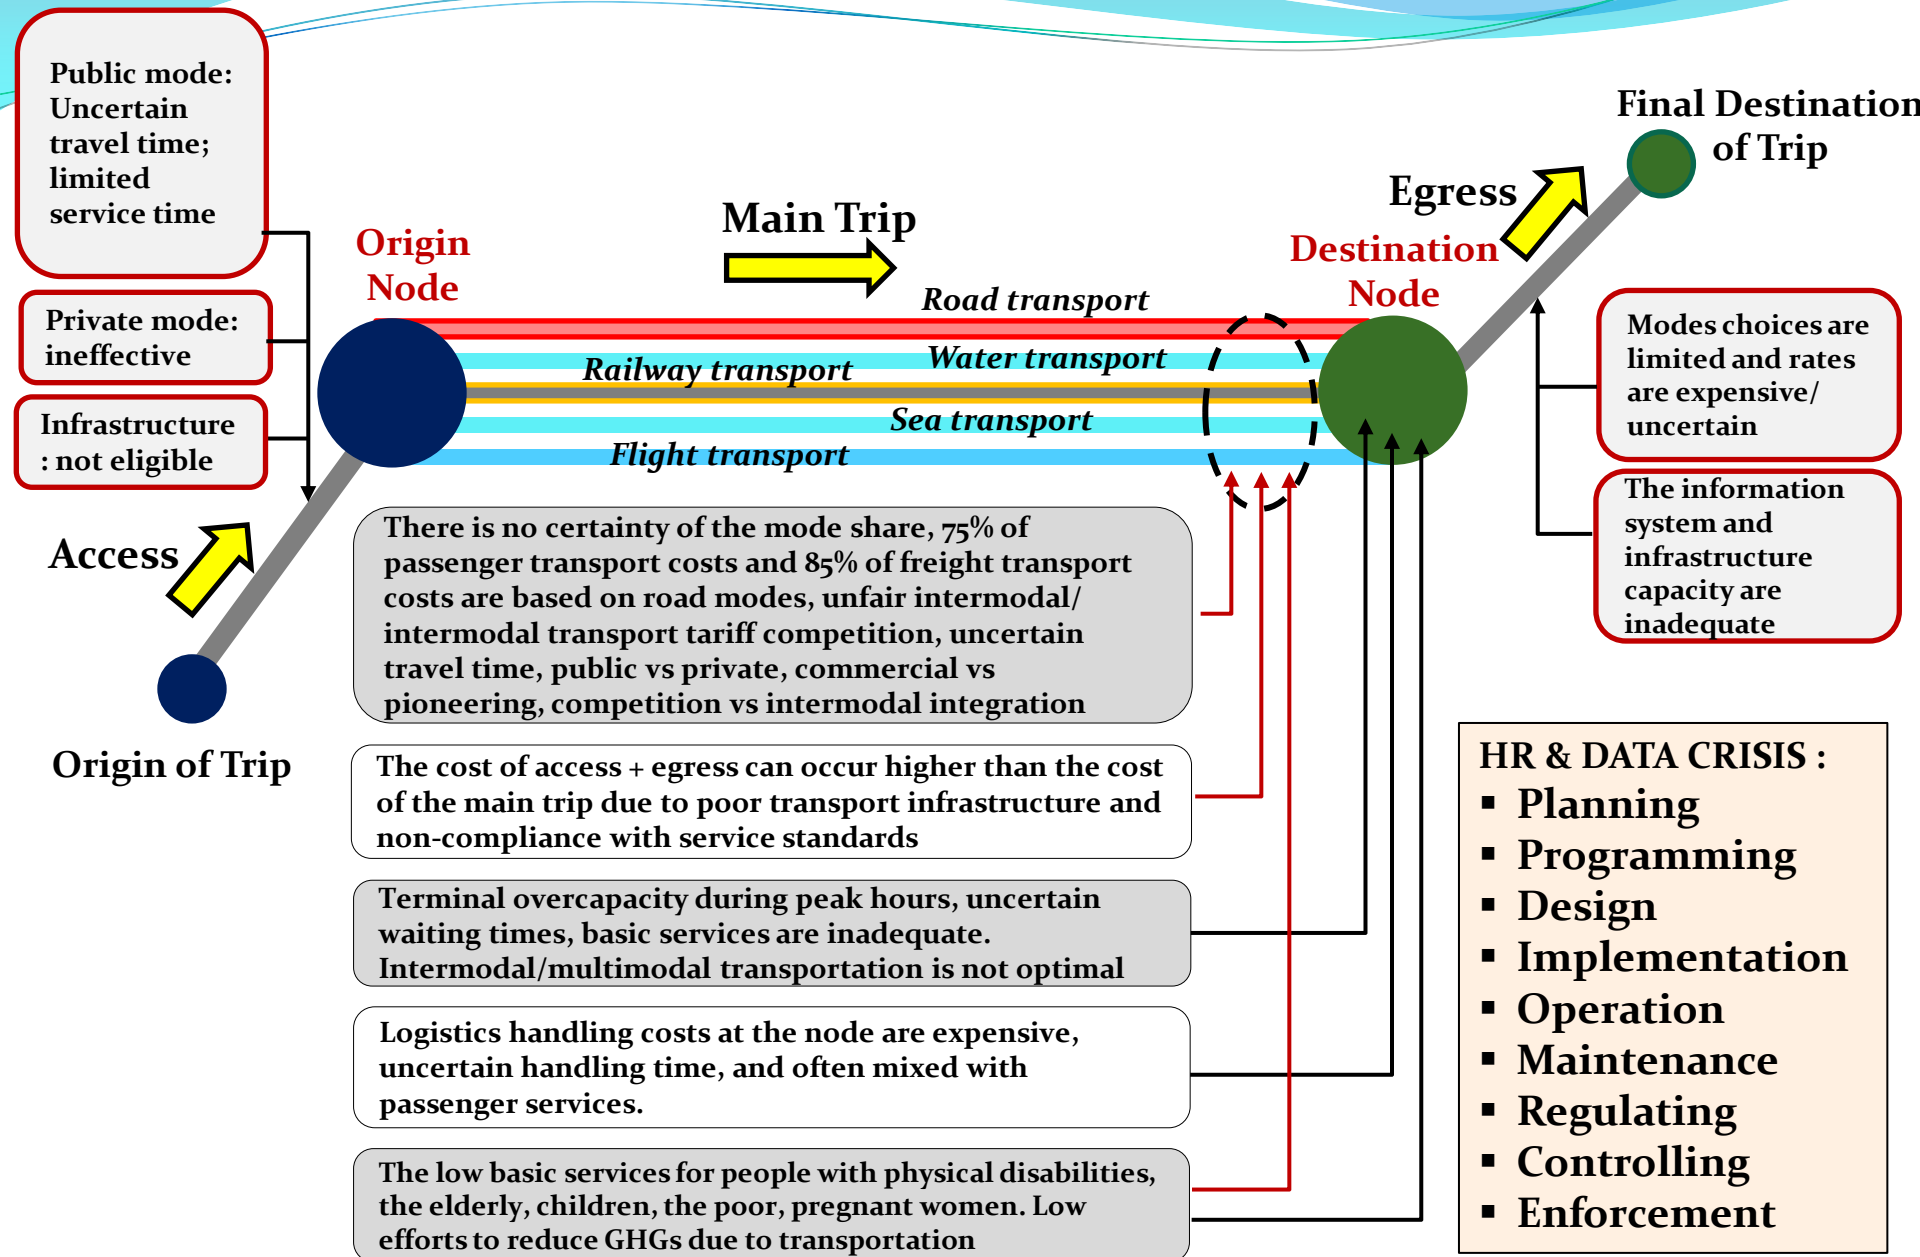 Public mode:
Uncertain
travel time;
limited
service time
Private mode:
ineffective
Infrastructure
: not eligible
Access
Origin of Trip
Origin
Node
Main Trip
Road transport
Water transport
Railway transport
Sea transport
Flight transport
Destination
Node
Egress
Final Destination
of Trip
Modes choices are
limited and rates
are expensive/
uncertain
The information
system and
infrastructure
capacity are
inadequate
There is no certainty of the mode share, 75% of
passenger transport costs and 85% of freight transport
costs are based on road modes, unfair intermodal/
intermodal transport tariff competition, uncertain
travel time, public vs private, commercial vs
pioneering, competition vs intermodal integration
The cost of access + egress can occur higher than the cost
of the main trip due to poor transport infrastructure and
non-compliance with service standards
Terminal overcapacity during peak hours, uncertain
waiting times, basic services are inadequate.
Intermodal/multimodal transportation is not optimal
Logistics handling costs at the node are expensive,
uncertain handling time, and often mixed with
passenger services.
The low basic services for people with physical disabilities,
the elderly, children, the poor, pregnant women. Low
efforts to reduce GHGs due to transportation
HR & DATA CRISIS :
▪ Planning
▪ Programming
▪ Design
▪ Implementation
▪ Operation
▪ Maintenance
▪ Regulating
▪ Controlling
▪ Enforcement